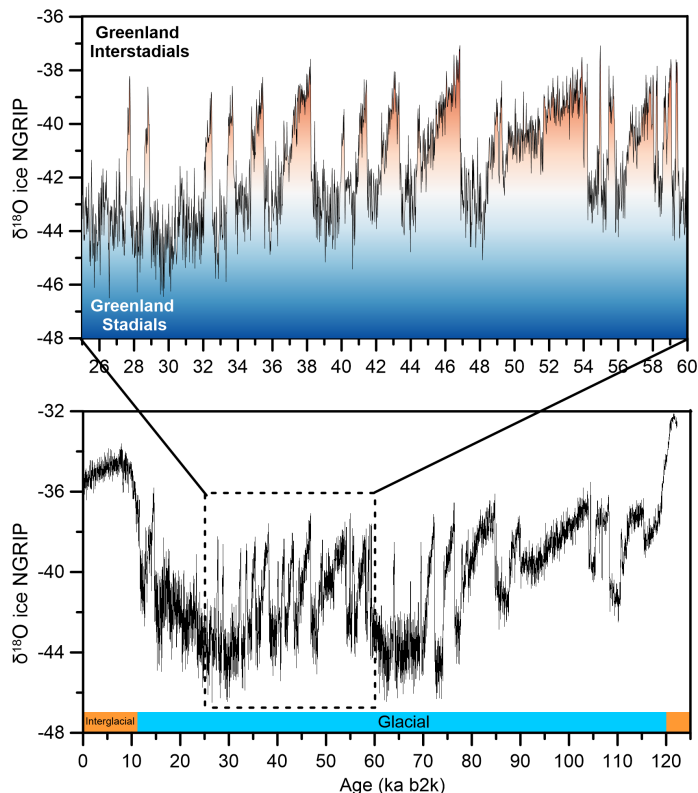 -36
-38
-40
-42
-44
-46
-48
δ18O ice NGRIP
Greenland
Interstadials
Greenland
Stadials
26 28 30 32 34 36 38 40 42 44 46 48 50 52 54 56 58 60
-32
-36
-40
-44
-48
δ18O ice NGRIP
Interglacial
Glacial
0 10 20 30 40 50 60 70 80 90 100 110 120
Age (ka b2k)